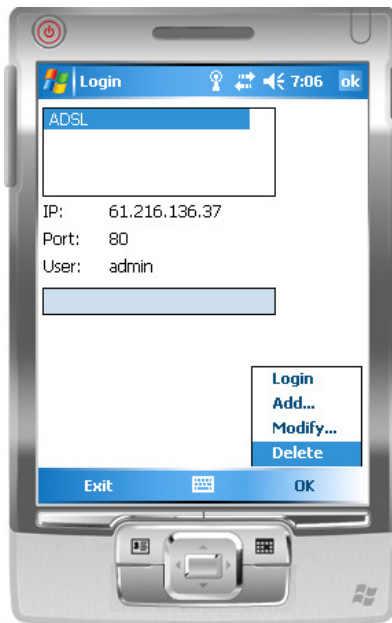 Login 7:06 ok
ADSL
IP: 61.216.136.37
Port: 80
User: admin
Login
Add...
Modify...
Delete
Exit OK